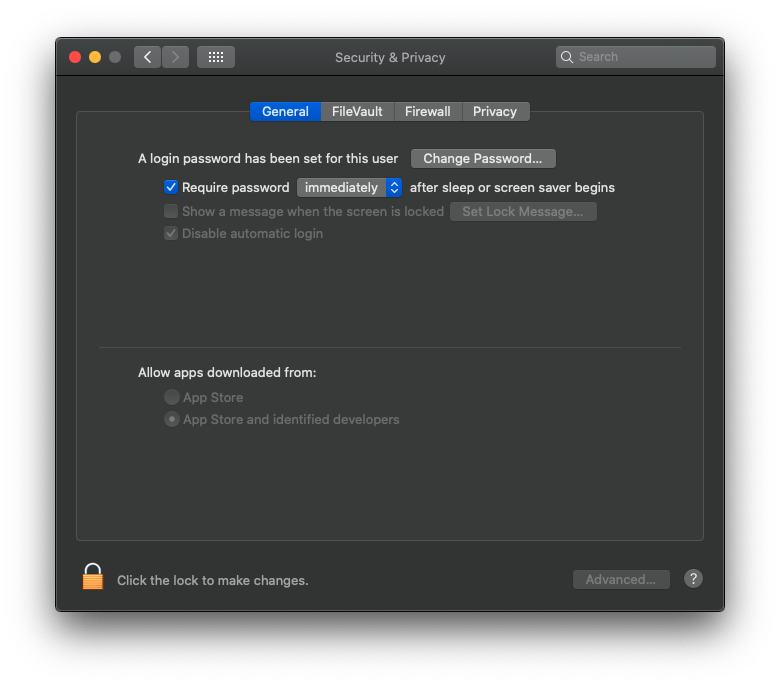 Security & Privacy
Search
General FileVault Firewall Privacy
A login password has been set for this user Change Password...
Require password immediately after sleep or screen saver begins
Show a message when the screen is locked Set Lock Message...
Disable automatic login
Allow apps downloaded from:
App Store
App Store and identified developers
Click the lock to make changes.
Advanced... ?